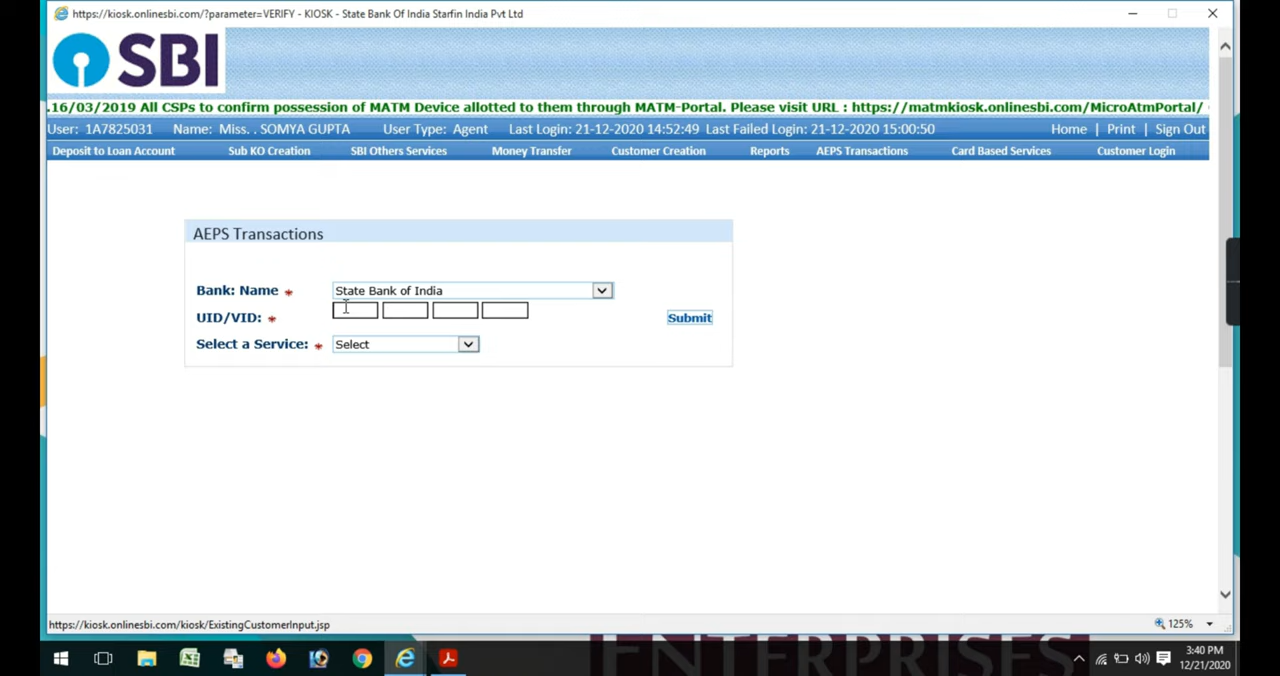 https://kiosk.onlinesbi.com/?parameter=VERIFY - KIOSK - State Bank Of India Starfin India Pvt Ltd
SBI
.16/03/2019 All CSPs to confirm possession of MATM Device allotted to them through MATM-Portal. Please visit URL : https://matmkiosk.onlinesbi.com/MicroAtmPortal/
User: 1A7825031 Name: Miss. . SOMYA GUPTA User Type: Agent Last Login: 21-12-2020 14:52:49 Last Failed Login: 21-12-2020 15:00:50 Home | Print | Sign Out
Deposit to Loan Account Sub KO Creation SBI Others Services Money Transfer Customer Creation Reports AEPS Transactions Card Based Services Customer Login
AEPS Transactions
Bank: Name * State Bank of India
UID/VID: * Submit
Select a Service: * Select
https://kiosk.onlinesbi.com/kiosk/ExistingCustomerInput.jsp
125%
ENTERPRISES
3:40 PM
12/21/2020